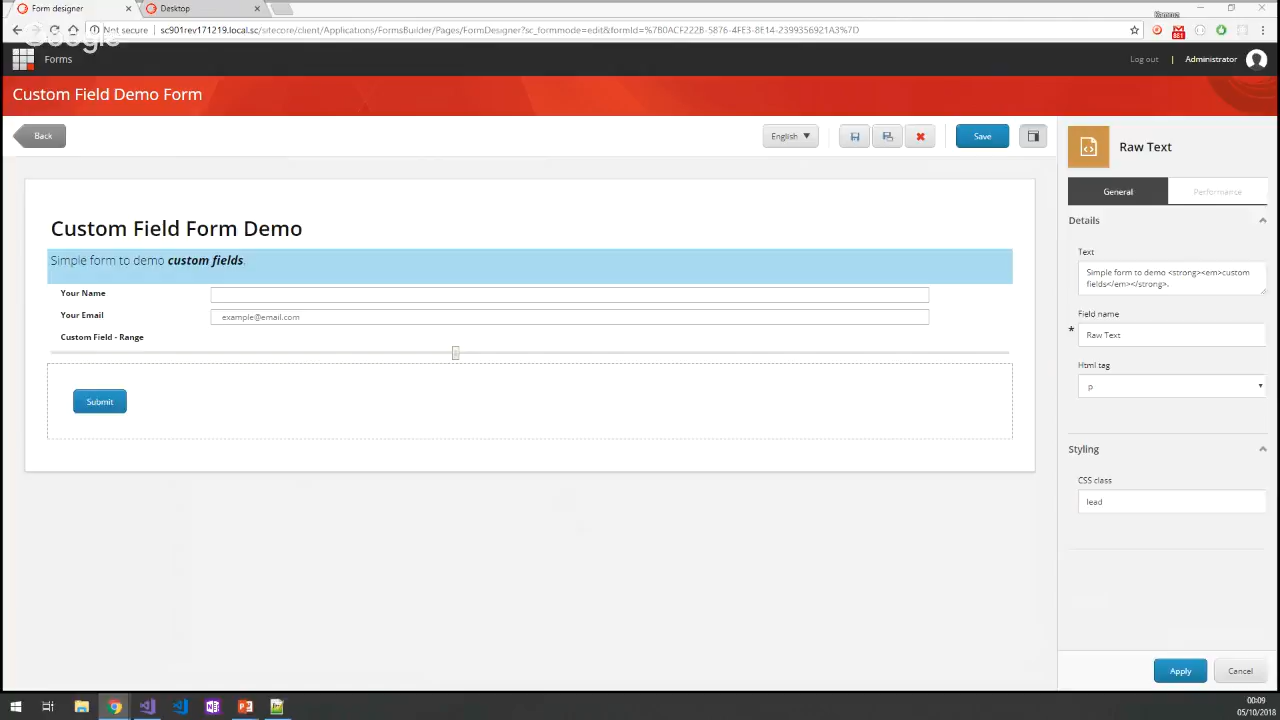 Form designer
Desktop
Not secure
sc901rev171219.local.sc/sitecore/client/Applications/FormsBuilder/Pages/FormDesigner?sc_formmode=edit&formId=%7B0ACF222B-5876-4FE3-8E14-2399356921A3%7D
Google
Forms
Log out | Administrator
Custom Field Demo Form
Back
English
Save
Raw Text
General
Performance
Details
Text
Simple form to demo <strong><em>custom
fields</em></strong>.
Field name
* Raw Text
Html tag
p
Styling
CSS class
lead
Apply
Cancel
Custom Field Form Demo
Simple form to demo custom fields.
Your Name
Your Email
example@email.com
Custom Field - Range
Submit
00:09
05/10/2018